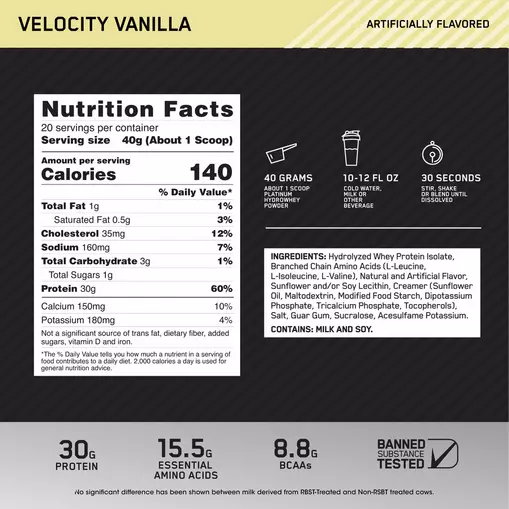 VELOCITY VANILLA
ARTIFICIALLY FLAVORED
Nutrition Facts
20 servings per container
Serving size 40g (About 1 Scoop)
Amount per serving
Calories 140
% Daily Value*
Total Fat 1g 1%
Saturated Fat 0.5g 3%
Cholesterol 35mg 12%
Sodium 160mg 7%
Total Carbohydrate 3g 1%
Total Sugars 1g
Protein 30g 60%
Calcium 150mg 10%
Potassium 180mg 4%
Not a significant source of trans fat, dietary fiber, added
sugars, vitamin D and iron.
*The % Daily Value tells you how much a nutrient in a serving of
food contributes to a daily diet. 2,000 calories a day is used for
general nutrition advice.
40 GRAMS
ABOUT 1 SCOOP
PLATINUM
HYDROWHEY
POWDER
10-12 FL OZ
COLD WATER,
MILK OR
OTHER
BEVERAGE
30 SECONDS
STIR, SHAKE
OR BLEND UNTIL
DISSOLVED
INGREDIENTS: Hydrolyzed Whey Protein Isolate,
Branched Chain Amino Acids (L-Leucine,
L-Isoleucine, L-Valine), Natural and Artificial Flavor,
Sunflower and/or Soy Lecithin, Creamer (Sunflower
Oil, Maltodextrin, Modified Food Starch, Dipotassium
Phosphate, Tricalcium Phosphate, Tocopherols),
Salt, Guar Gum, Sucralose, Acesulfame Potassium.
CONTAINS: MILK AND SOY.
30G
PROTEIN
15.5G
ESSENTIAL
AMINO ACIDS
8.8G
BCAAs
BANNED
SUBSTANCE
TESTED
No significant difference has been shown between milk derived from RBST-Treated and Non-RSBT treated cows.